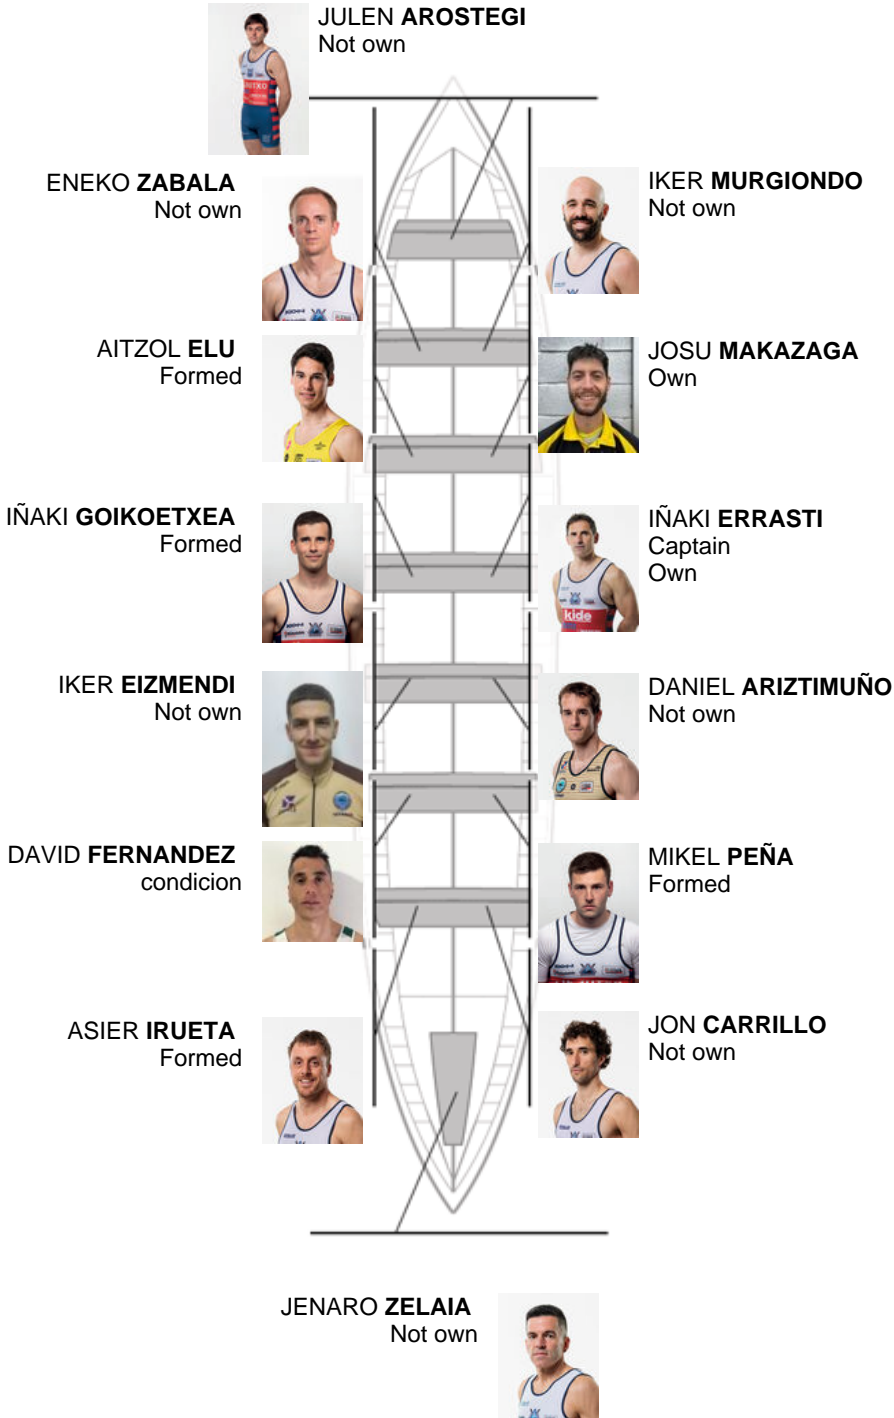 JULEN AROSTEGI
Not own
ENEKO ZABALA
Not own
IKER MURGIONDO
Not own
AITZOL ELU
Formed
JOSU MAKAZAGA
Own
IÑAKI GOIKOETXEA
Formed
IÑAKI ERRASTI
Captain
Own
kide
IKER EIZMENDI
Not own
DANIEL ARIZTIMUÑO
Not own
DAVID FERNANDEZ
condicion
MIKEL PEÑA
Formed
ASIER IRUETA
Formed
JON CARRILLO
Not own
JENARO ZELAIA
Not own